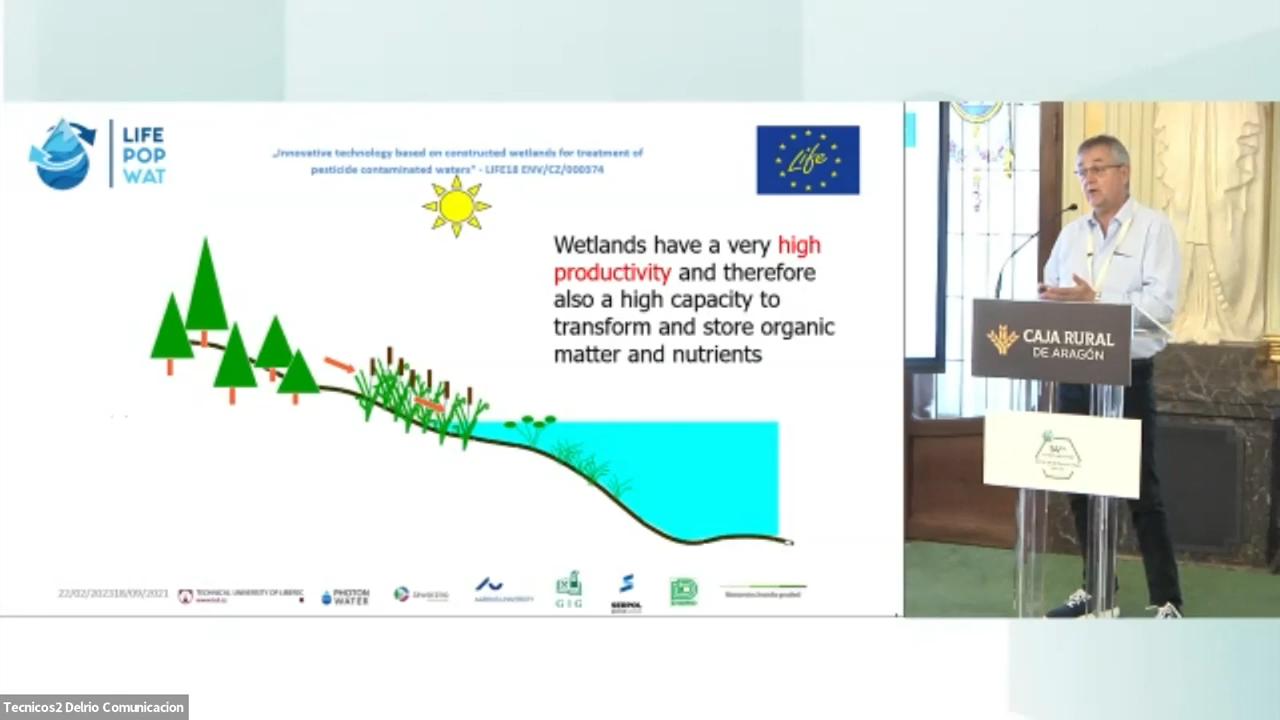 LIFE
POP
WAT
„Innovative technology based on constructed wetlands for treatment of
pesticide contaminated waters" - LIFE18 ENV/CZ/000374
Life
Wetlands have a very high
productivity and therefore
also a high capacity to
transform and store organic
matter and nutrients
CAJA RURAL
DE ARAGÓN
TECHNICAL UNIVERSITY OF LIBEREC
PHOTON
WATER
AARHUS UNIVERSITY
GIG
SERPOL
Tecnicos2 Delrio Comunicacion